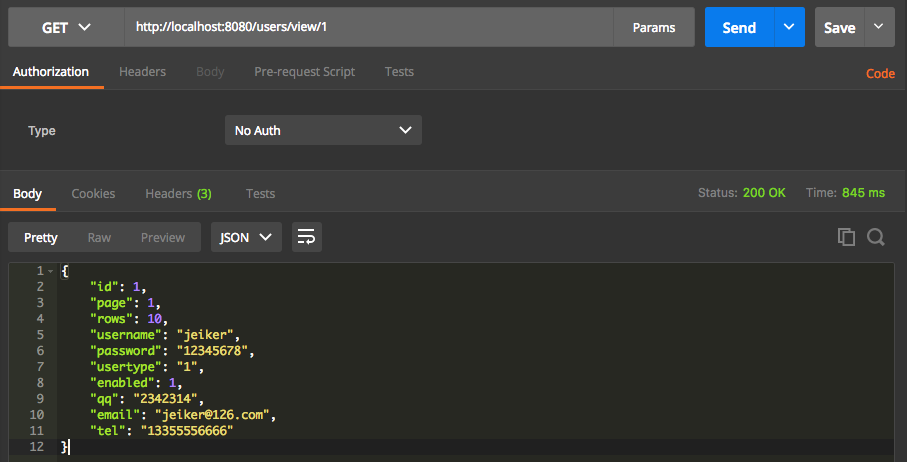 GET http://localhost:8080/users/view/1 Params Send Save
Authorization Headers Body Pre-request Script Tests Code
Type No Auth
Body Cookies Headers (3) Tests Status: 200 OK Time: 845 ms
Pretty Raw Preview JSON
1 {
2 "id": 1,
3 "page": 1,
4 "rows": 10,
5 "username": "jeiker",
6 "password": "12345678",
7 "usertype": "1",
8 "enabled": 1,
9 "qq": "2342314",
10 "email": "jeiker@126.com",
11 "tel": "13355556666"
12 }